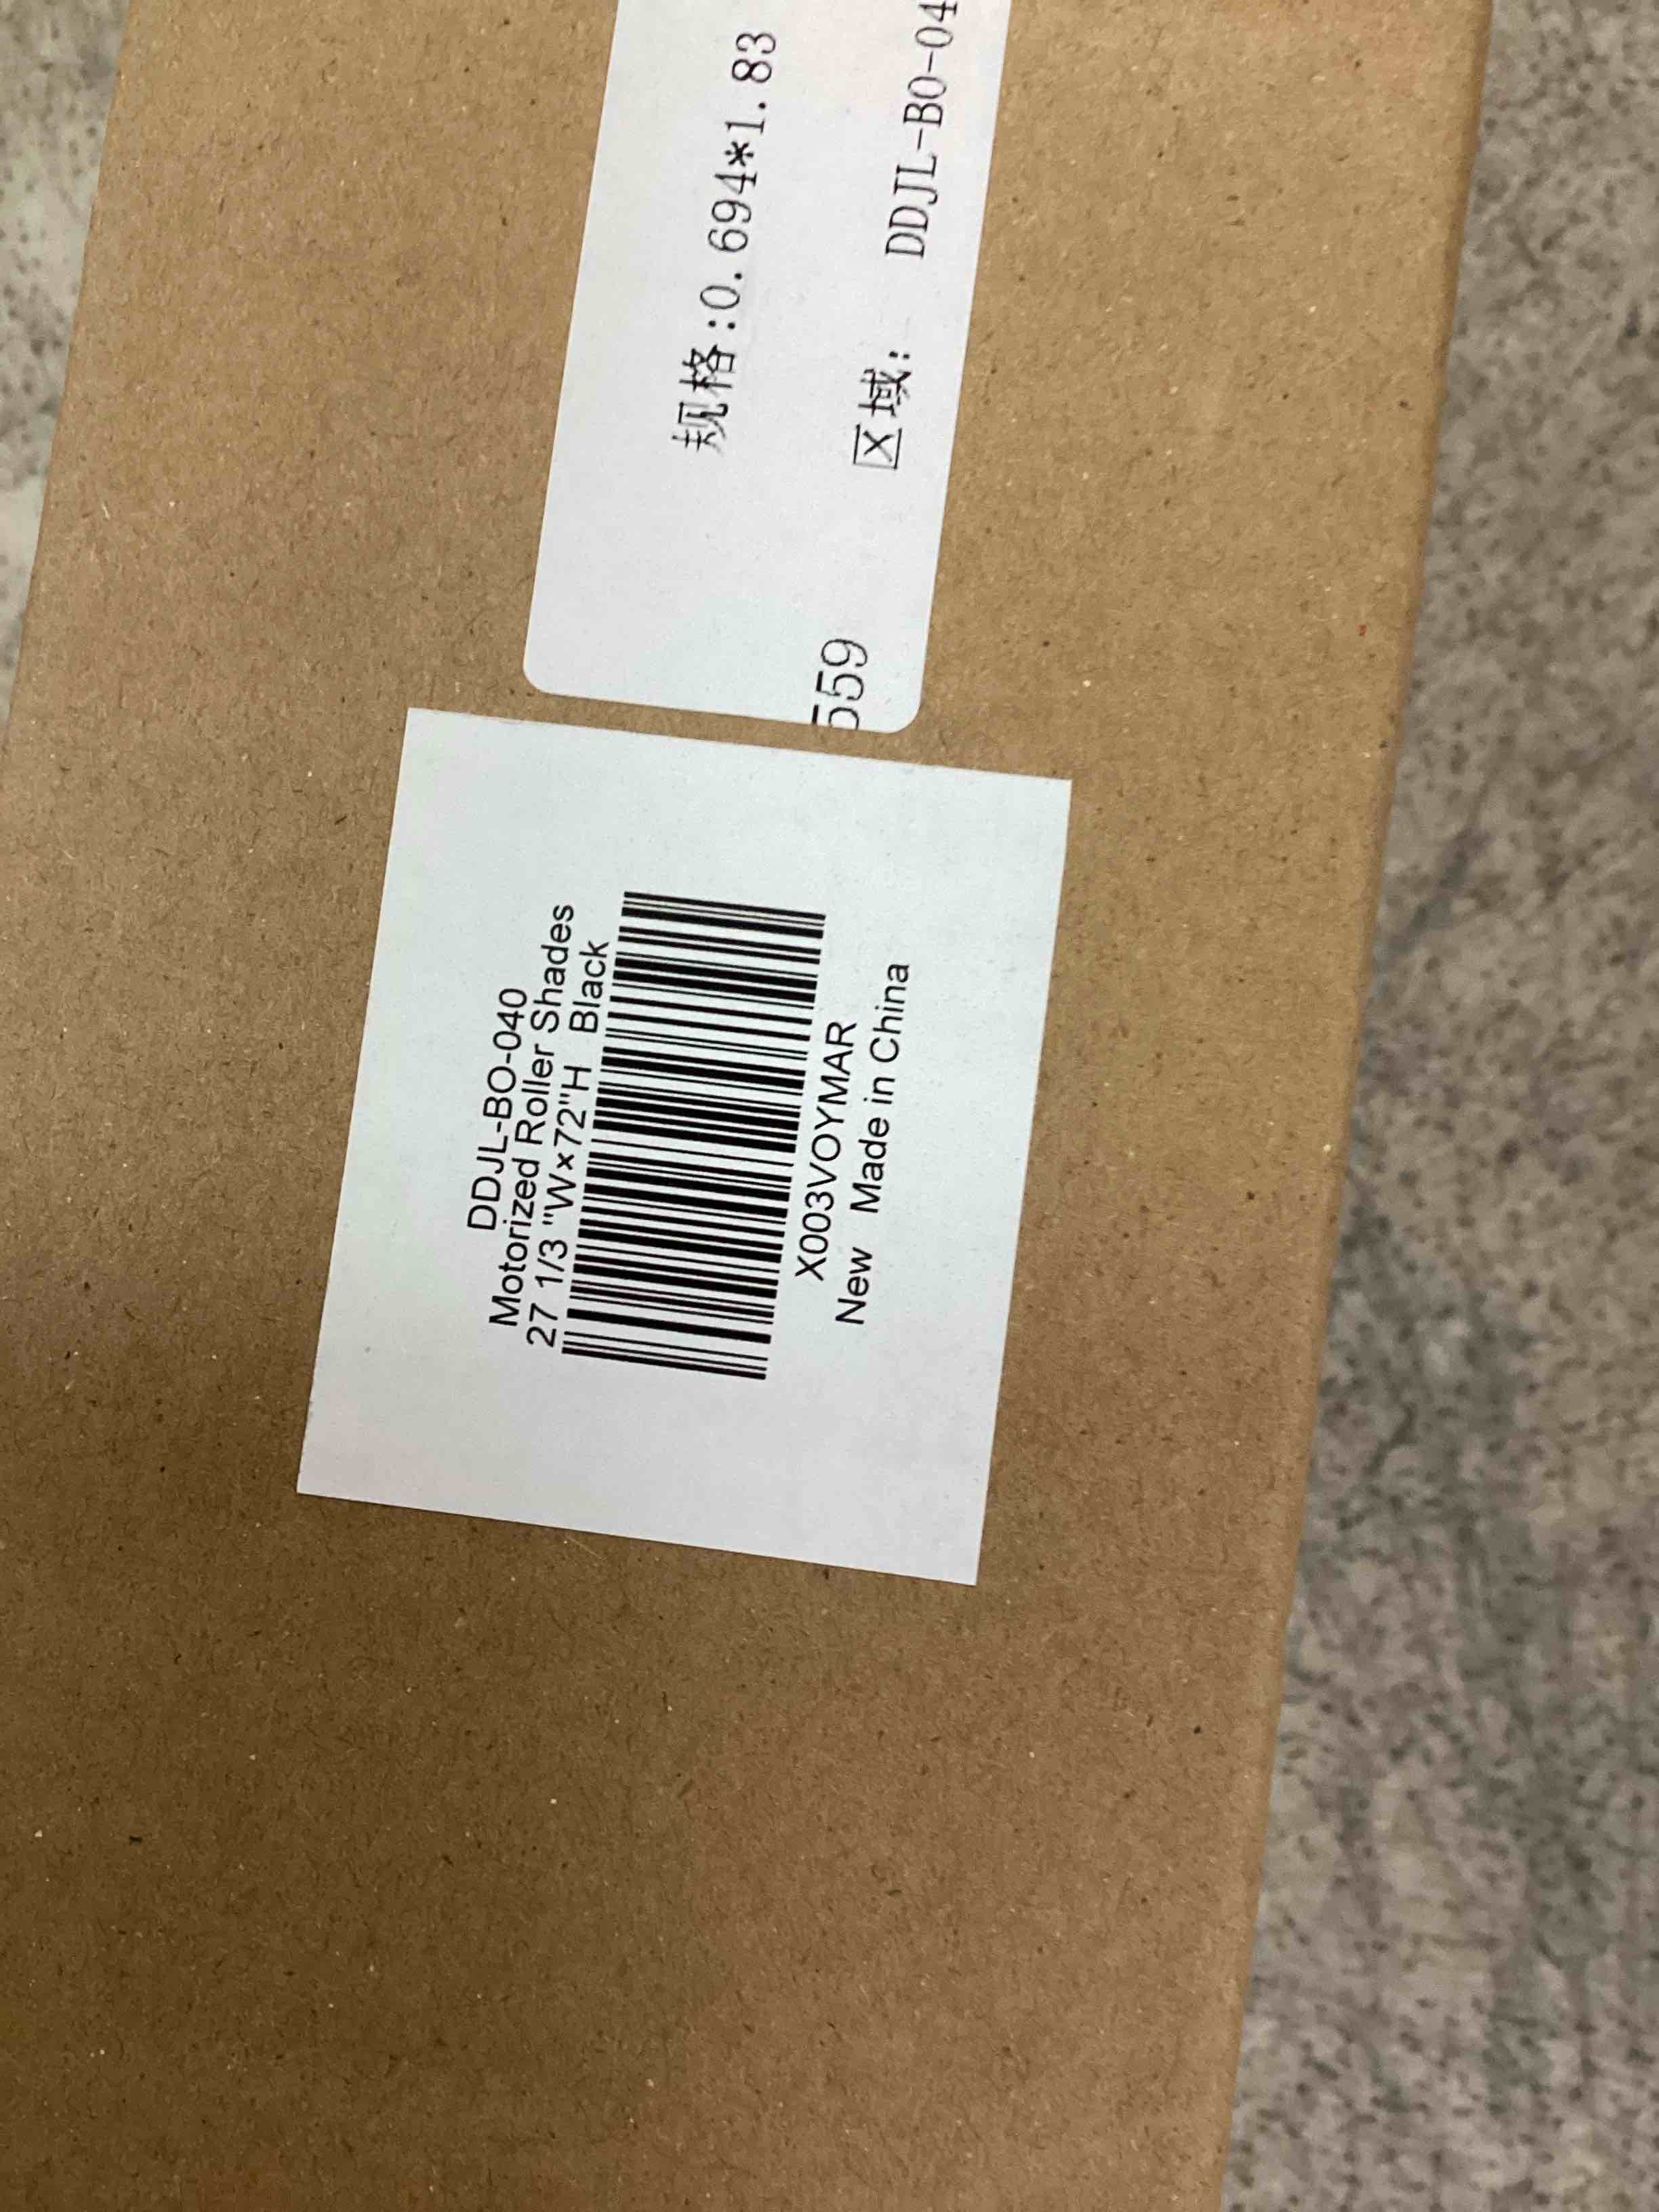 DDJL-BO-040
Motorized Roller Shades
27 1/3 "W×72"H Black
X003VOYMAR
New Made in China
规格:0.694*1.83
区域: DDJL-BO-04
559